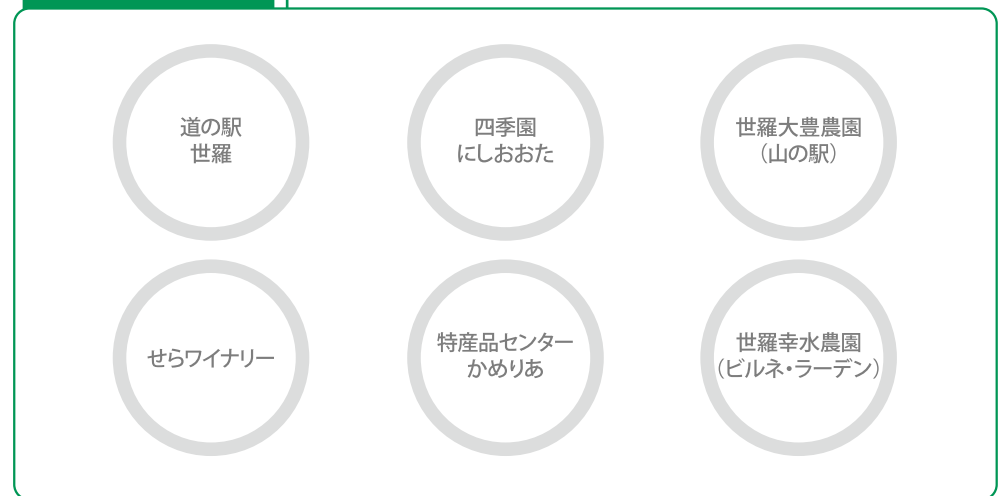 道の駅
世羅
四季園
にしおおた
世羅大豊農園
（山の駅）
せらワイナリー
特産品センター
かめりあ
世羅幸水農園
（ビルネ・ラーデン）